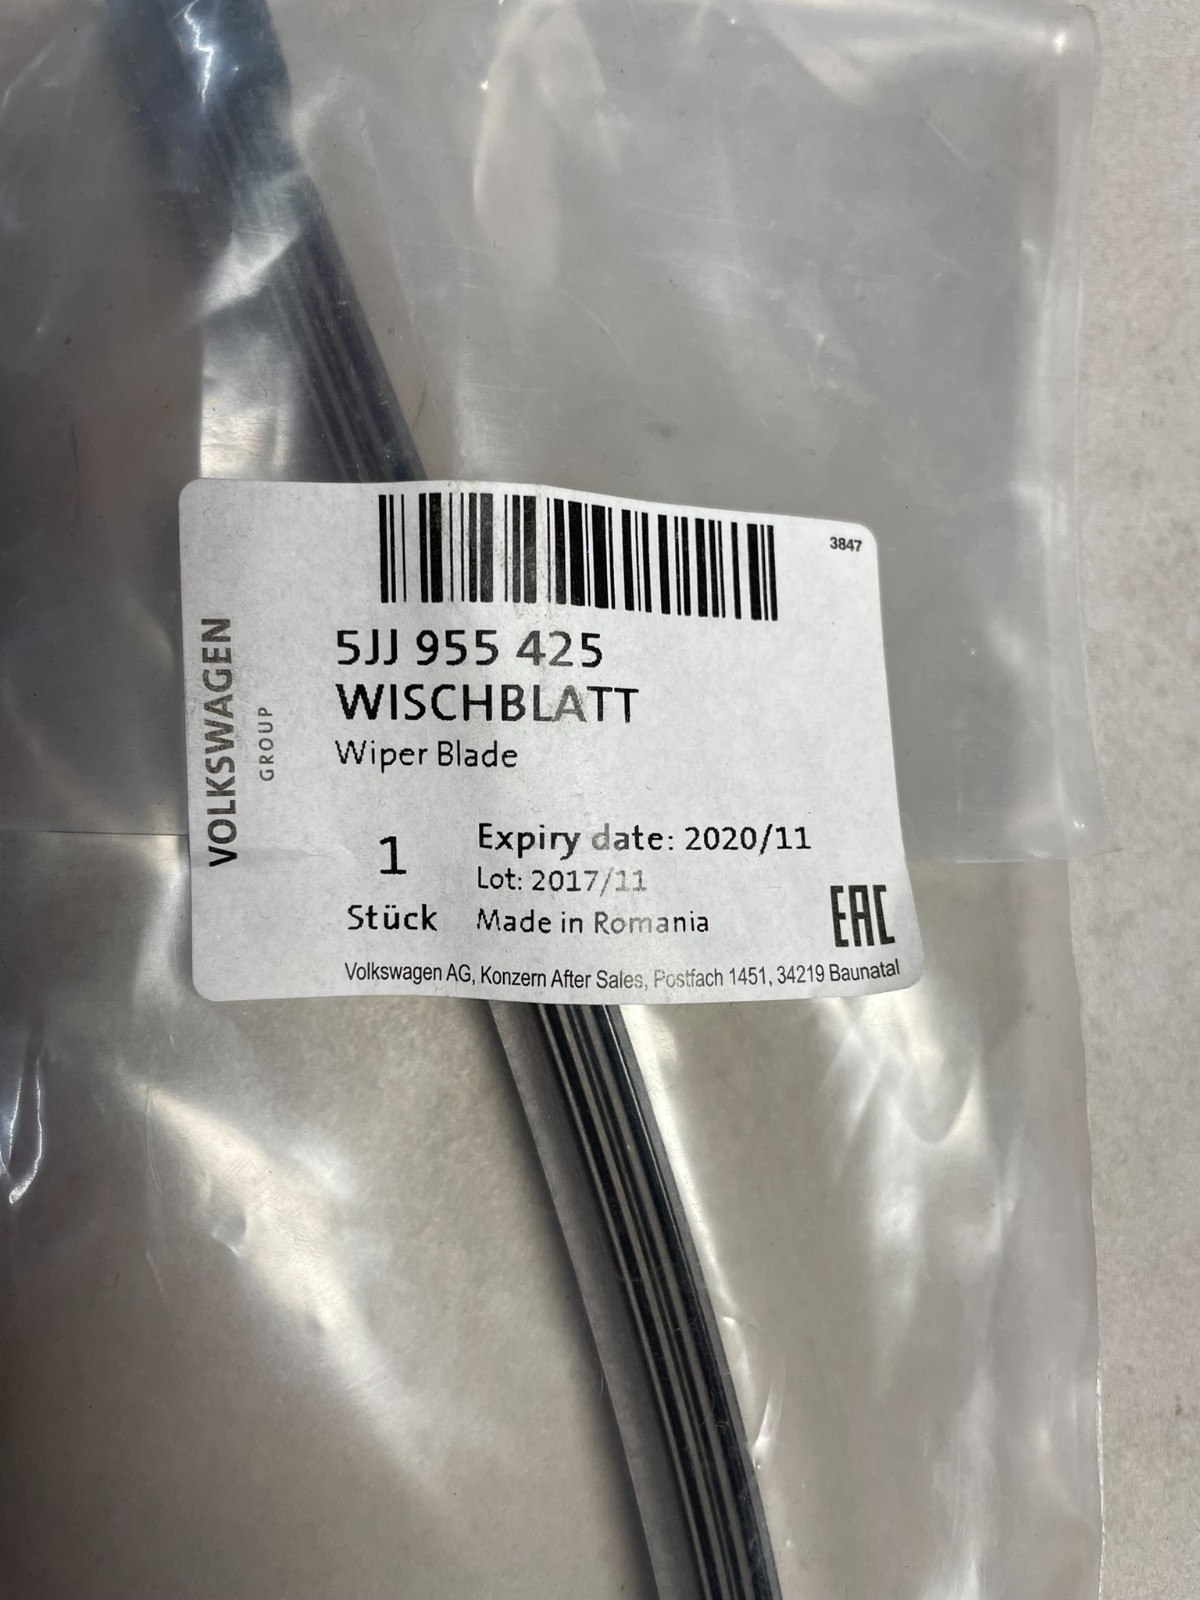 3847
5JJ 955 425
WISCHBLATT
Wiper Blade
VOLKSWAGEN
GROUP
1
Stück
Expiry date: 2020/11
Lot: 2017/11
Made in Romania
EAC
Volkswagen AG, Konzern After Sales, Postfach 1451, 34219 Baunatal